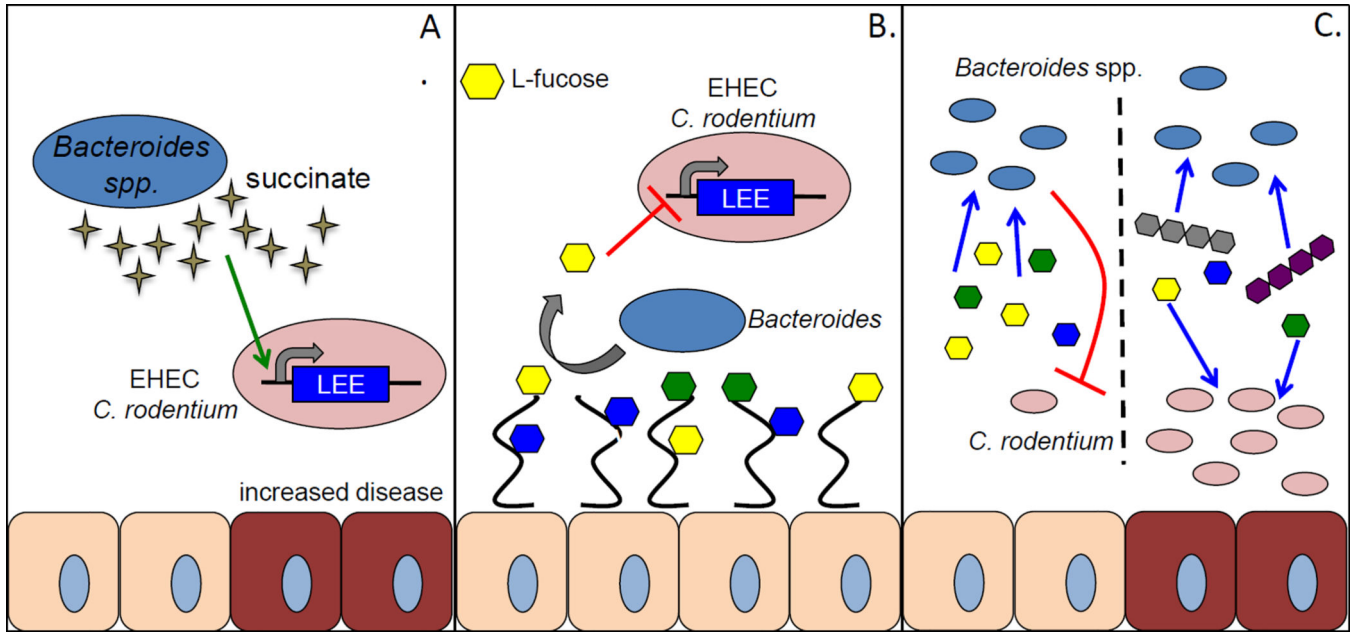 A
.
Bacteroides
spp.
succinate
EHEC
C. rodentium
LEE
increased disease
B.
L-fucose
EHEC
C. rodentium
LEE
Bacteroides
C.
Bacteroides spp.
C. rodentium